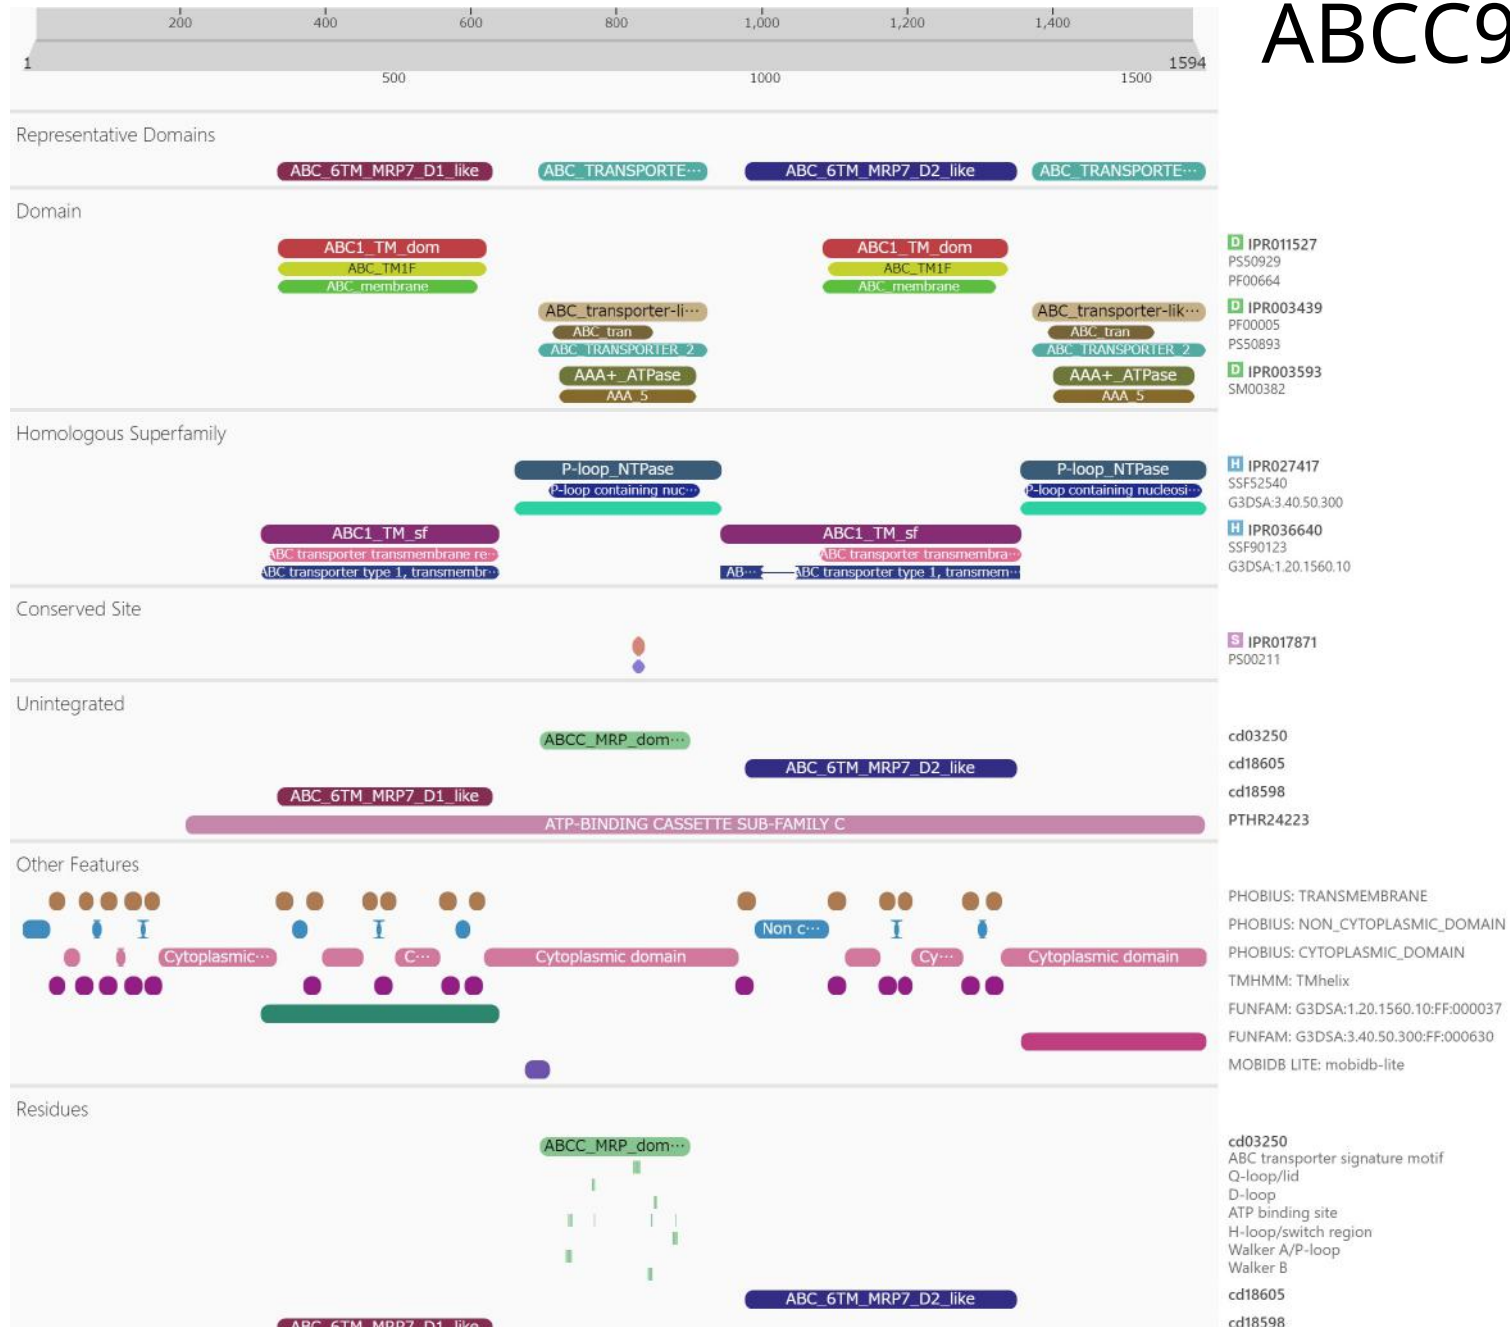 200 400 600 800 1,000 1,200 1,400
ABCC9
1 1594
500 1000 1500
Representative Domains
ABC_6TM_MRP7_D1_like ABC_TRANSPORTE··· ABC_6TM_MRP7_D2_like ABC_TRANSPORTE···
Domain
ABC1_TM_dom ABC1_TM_dom D IPR011527
ABC_TM1F ABC_TM1F PS50929
ABC_membrane ABC_membrane PF00664
ABC_transporter-li··· ABC_transporter-lik··· D IPR003439
ABC_tran ABC_tran PF00005
ABC_TRANSPORTER_2 ABC_TRANSPORTER_2 PS50893
AAA+_ATPase AAA+_ATPase D IPR003593
AAA_5 AAA_5 SM00382
Homologous Superfamily
P-loop_NTPase P-loop_NTPase H IPR027417
P-loop containing nuc··· P-loop containing nucleosi··· SSF52540
G3DSA:3.40.50.300
ABC1_TM_sf ABC1_TM_sf H IPR036640
ABC transporter transmembrane re··· ABC transporter transmembra··· SSF90123
ABC transporter type 1, transmembr··· AB··· ABC transporter type 1, transmem··· G3DSA:1.20.1560.10
Conserved Site
S IPR017871
PS00211
Unintegrated
ABCC_MRP_dom··· cd03250
ABC_6TM_MRP7_D2_like cd18605
ABC_6TM_MRP7_D1_like cd18598
ATP-BINDING CASSETTE SUB-FAMILY C PTHR24223
Other Features
PHOBIUS: TRANSMEMBRANE
Non c··· PHOBIUS: NON_CYTOPLASMIC_DOMAIN
Cytoplasmic··· C··· Cytoplasmic domain Cy··· Cytoplasmic domain PHOBIUS: CYTOPLASMIC_DOMAIN
TMHMM: TMhelix
FUNFAM: G3DSA:1.20.1560.10:FF:000037
FUNFAM: G3DSA:3.40.50.300:FF:000630
MOBIDB LITE: mobidb-lite
Residues
ABCC_MRP_dom··· cd03250
ABC transporter signature motif
Q-loop/lid
D-loop
ATP binding site
H-loop/switch region
Walker A/P-loop
Walker B
ABC_6TM_MRP7_D2_like cd18605
ABC_6TM_MRP7_D1_like cd18598